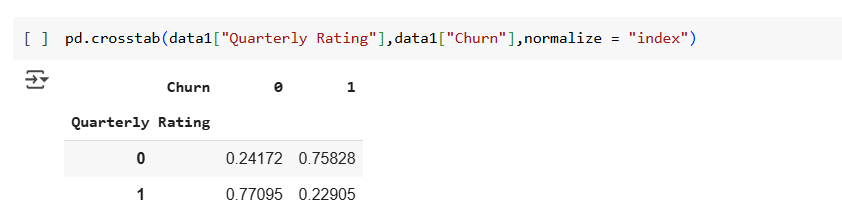 [ ] pd.crosstab(data1["Quarterly Rating"],data1["Churn"],normalize = "index")
Churn 0 1
Quarterly Rating
0 0.24172 0.75828
1 0.77095 0.22905